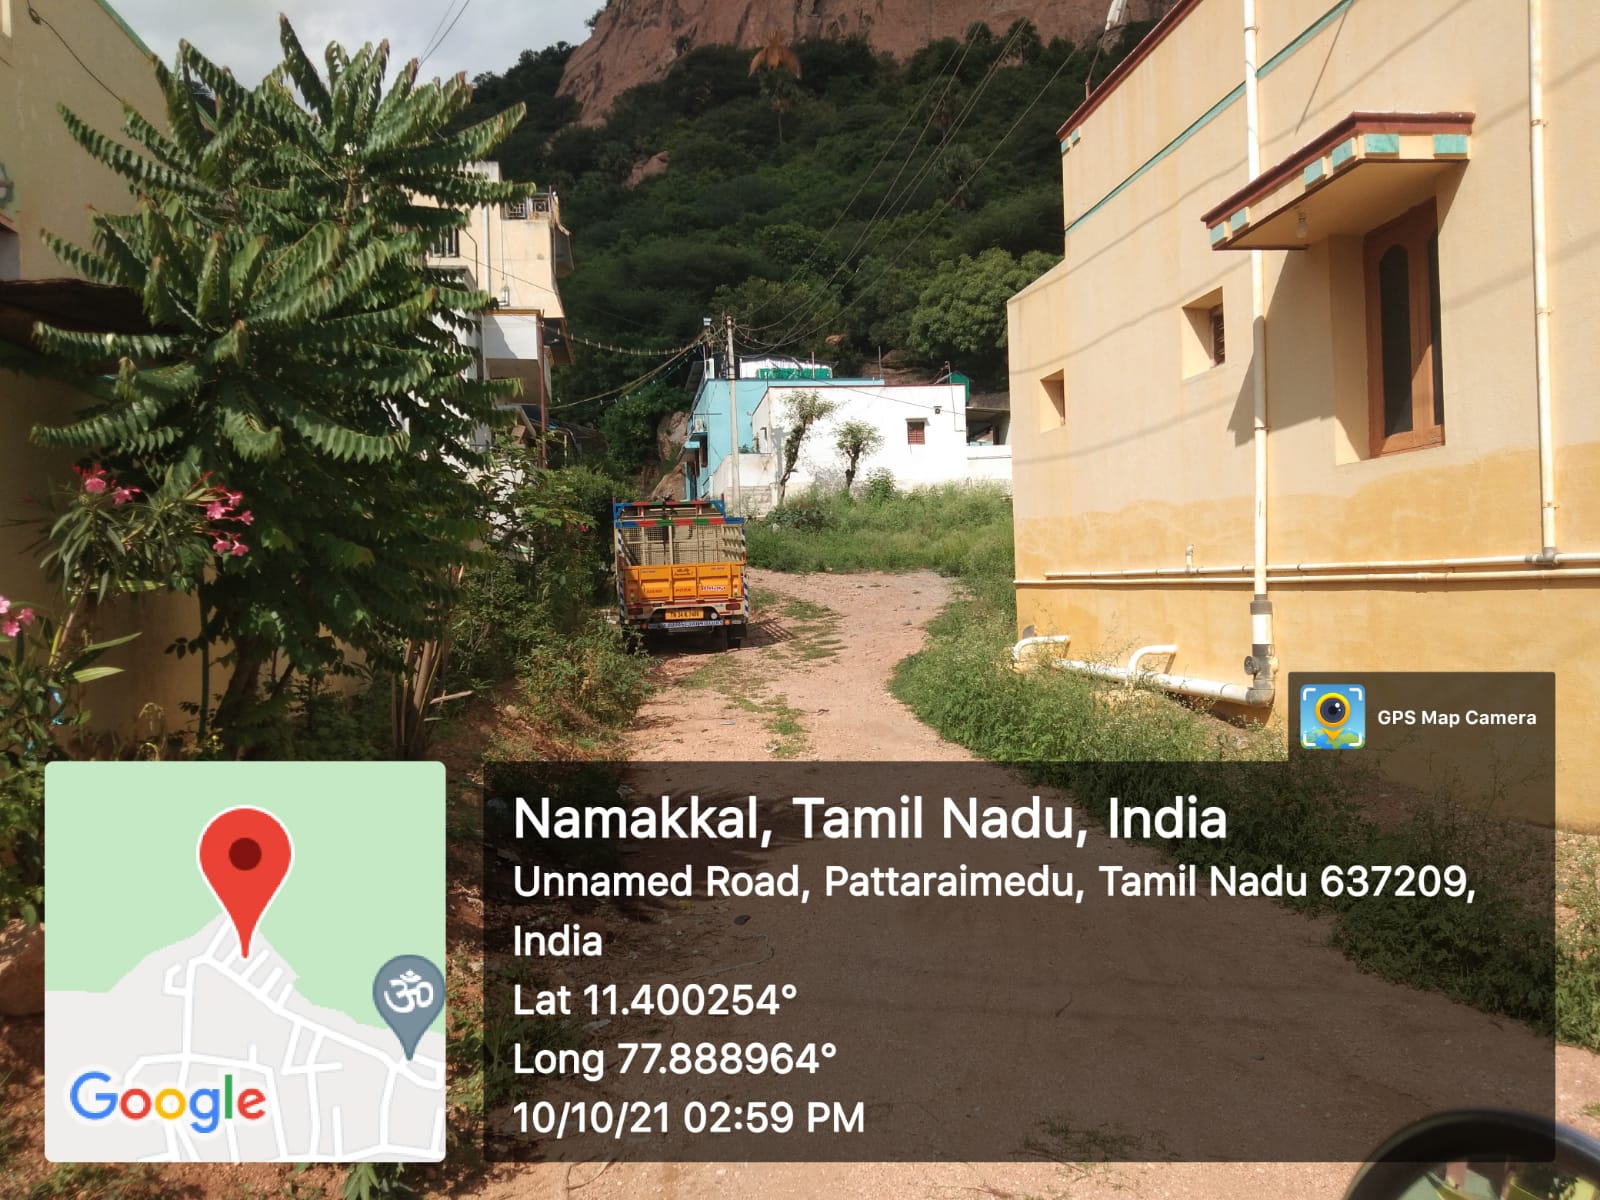 GPS Map Camera
Namakkal, Tamil Nadu, India
Unnamed Road, Pattaraimedu, Tamil Nadu 637209,
India
Lat 11.400254°
Long 77.888964°
10/10/21 02:59 PM
Google
ॐ